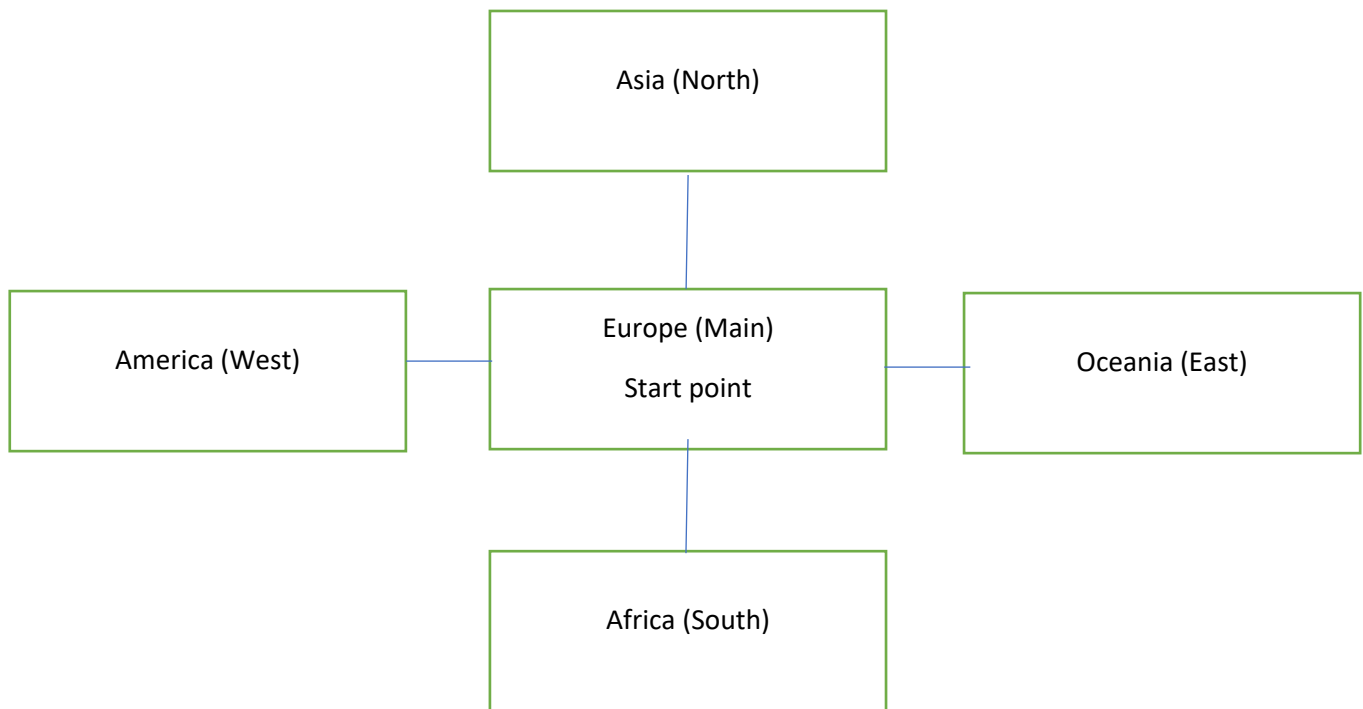 Asia (North)
America (West)
Europe (Main)
Start point
Oceania (East)
Africa (South)